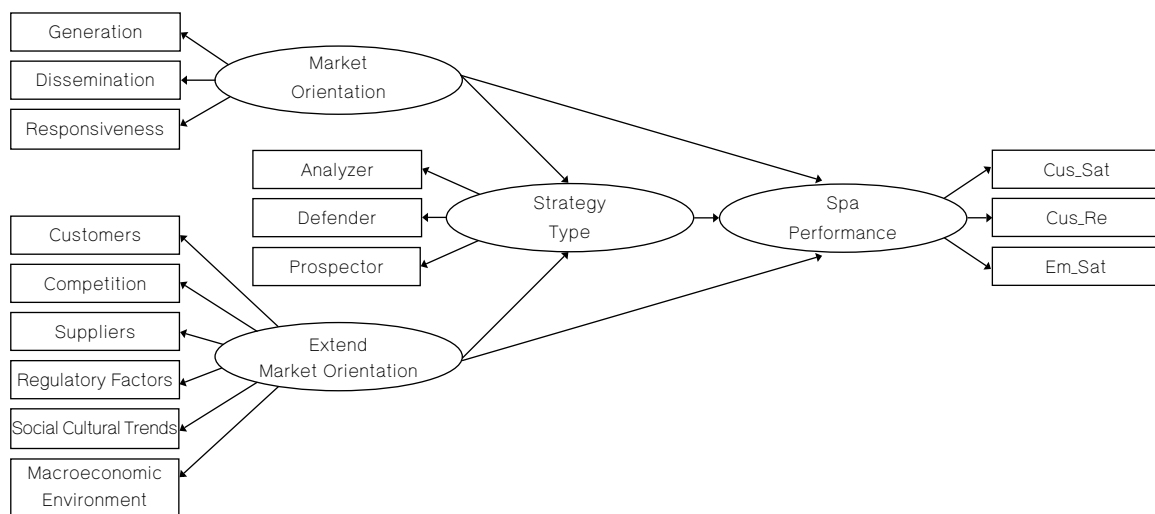 Generation
Dissemination
Responsiveness
Market
Orientation
Analyzer
Defender
Prospector
Strategy
Type
Spa
Performance
Cus_Sat
Cus_Re
Em_Sat
Customers
Competition
Suppliers
Regulatory Factors
Social Cultural Trends
Macroeconomic
Environment
Extend
Market Orientation